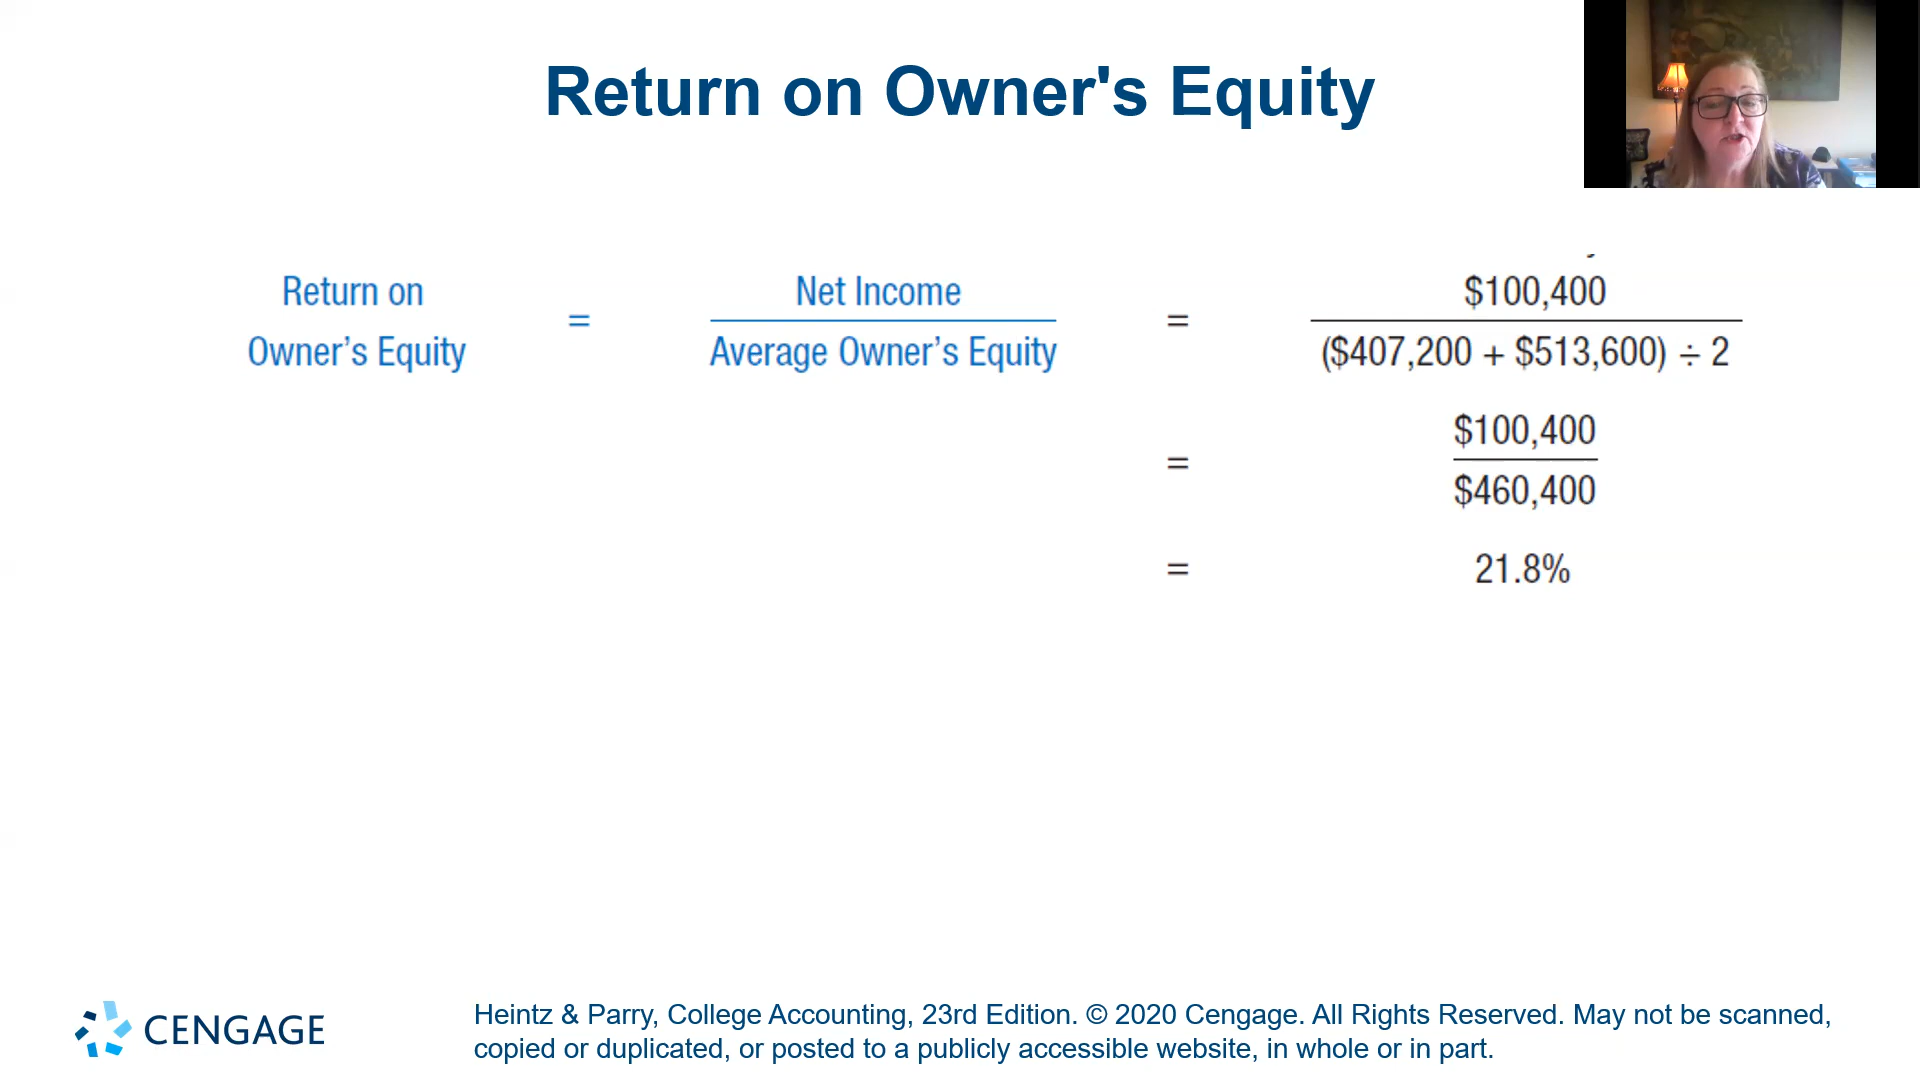 Return on Owner's Equity
Return on
Owner’s Equity
=
Net Income
Average Owner’s Equity
=
$100,400
($407,200 + $513,600) ÷ 2
=
$100,400
$460,400
=
21.8%
CENGAGE
Heintz & Parry, College Accounting, 23rd Edition. © 2020 Cengage. All Rights Reserved. May not be scanned,
copied or duplicated, or posted to a publicly accessible website, in whole or in part.